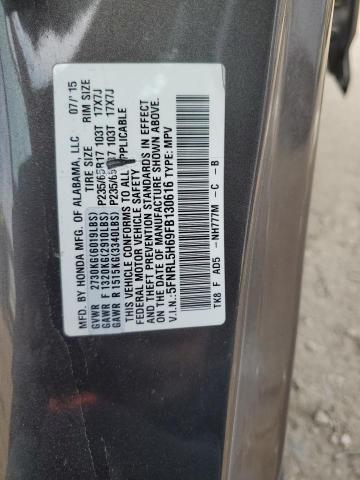 MFD. BY HONDA MFG. OF ALABAMA, LLC 07/'15
TIRE SIZE RIM SIZE
GVWR 2730KG(6019LBS)
GAWR F 1320KG(2910LBS) P235/65R17 103T 17X7J
GAWR R 1515KG(3340LBS) P235/65R17 103T 17X7J
THIS VEHICLE CONFORMS TO ALL APPLICABLE
FEDERAL MOTOR VEHICLE SAFETY
AND THEFT PREVENTION STANDARDS IN EFFECT
ON THE DATE OF MANUFACTURE SHOWN ABOVE.
V.I.N.:5FNRL5H69FB130616 TYPE: MPV
TK8 F AD5 -NH777M - C - B